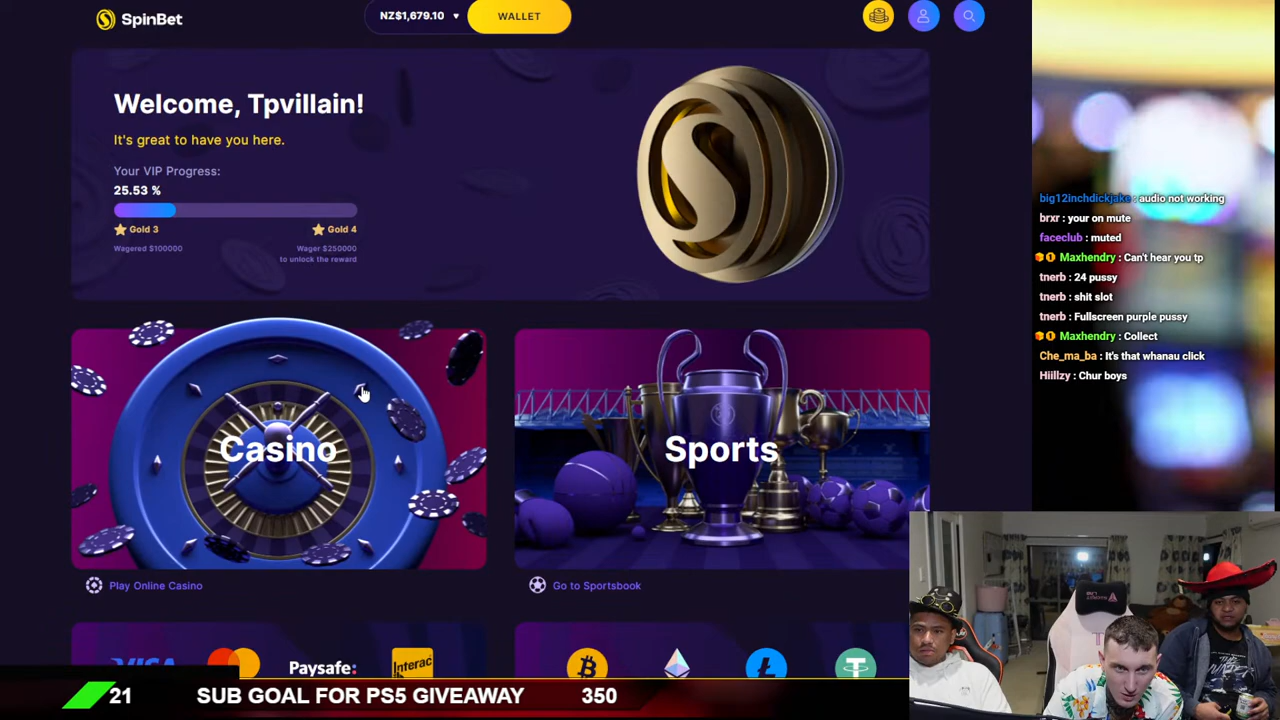 SpinBet
NZ$1,679.10
WALLET
Welcome, Tpvillain!
It's great to have you here.
Your VIP Progress:
25.53 %
Gold 3
Gold 4
Wagered $100000
Wager $250000
to unlock the reward
Casino
Sports
Play Online Casino
Go to Sportsbook
VISA
Paysafe:
Interac
big12inchdickjake : audio not working
brxr : your on mute
faceclub : muted
Maxhendry : Can't hear you tp
tnerb : 24 pussy
tnerb : shit slot
tnerb : Fullscreen purple pussy
Maxhendry : Collect
Che_ma_ba : It's that whanau click
Hiillzy : Chur boys
21
SUB GOAL FOR PS5 GIVEAWAY
350